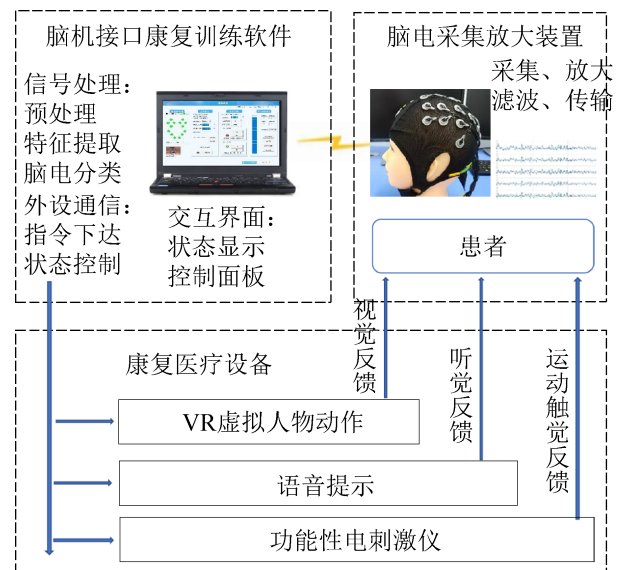 脑机接口康复训练软件
信号处理：
预处理
特征提取
脑电分类
外设通信：
指令下达
状态控制
交互界面：
状态显示
控制面板
脑电采集放大装置
采集、放大
滤波、传输
患者
视觉反馈
听觉反馈
运动触觉反馈
康复医疗设备
VR虚拟人物动作
语音提示
功能性电刺激仪